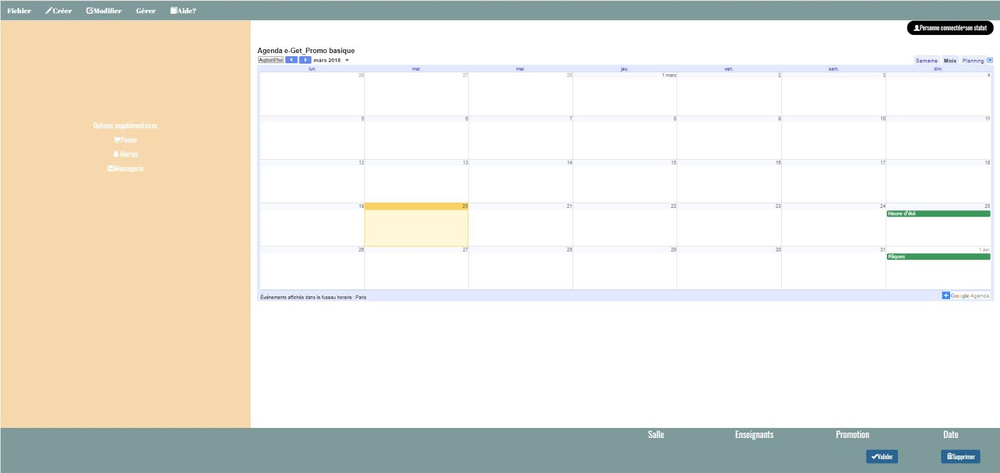 Fichier Créer Modifier Gérer Aide?
Personne connectée+son statut
Agenda e-Get_Promo basique
Aujourd'hui mars 2018 Semaine Mois Planning
lun. mar. mer. jeu. ven. sam. dim.
26 27 28 1 mars 2 3 4
5 6 7 8 9 10 11
Options supplémentaires
Panier
Alertes
Messagerie
12 13 14 15 16 17 18
19 20 21 22 23 24 25
Heure d'été
26 27 28 29 30 31 1 avr.
Pâques
Événements affichés dans le fuseau horaire : Paris
Google Agenda
Salle Enseignants Promotion Date
Valider Supprimer